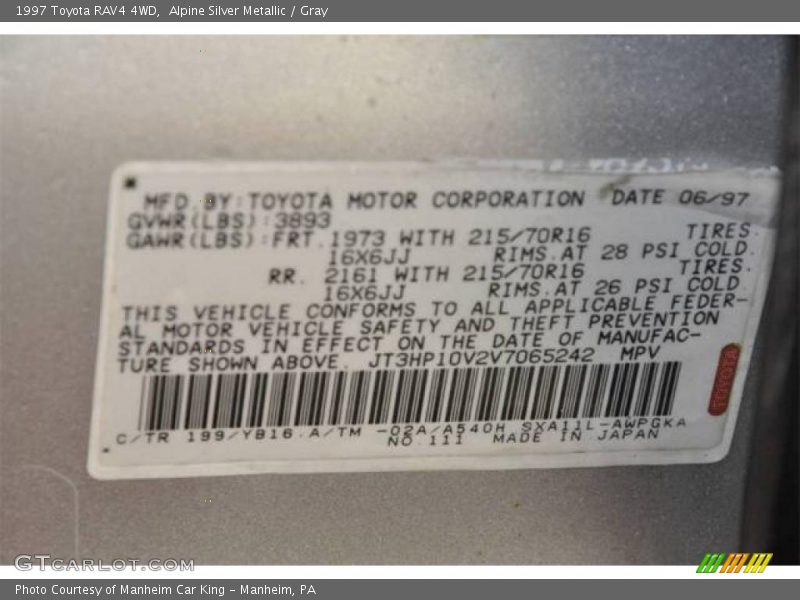 1997 Toyota RAV4 4WD, Alpine Silver Metallic / Gray
MFD.BY:TOYOTA MOTOR CORPORATION DATE 06/97
GVWR(LBS):3893
GAWR(LBS):FRT.1973 WITH 215/70R16 TIRES.
16X6JJ RIMS.AT 28 PSI COLD.
RR. 2161 WITH 215/70R16 TIRES.
16X6JJ RIMS.AT 26 PSI COLD
THIS VEHICLE CONFORMS TO ALL APPLICABLE FEDER-
AL MOTOR VEHICLE SAFETY AND THEFT PREVENTION
STANDARDS IN EFFECT ON THE DATE OF MANUFAC-
TURE SHOWN ABOVE. JT3HP10V2V7065242 MPV
TOYOTA
C/TR 199/YB16.A/TM -02A/A540H SXA11L-AWPGKA
NO.111 MADE IN JAPAN
GTCARLOT.COM
Photo Courtesy of Manheim Car King - Manheim, PA